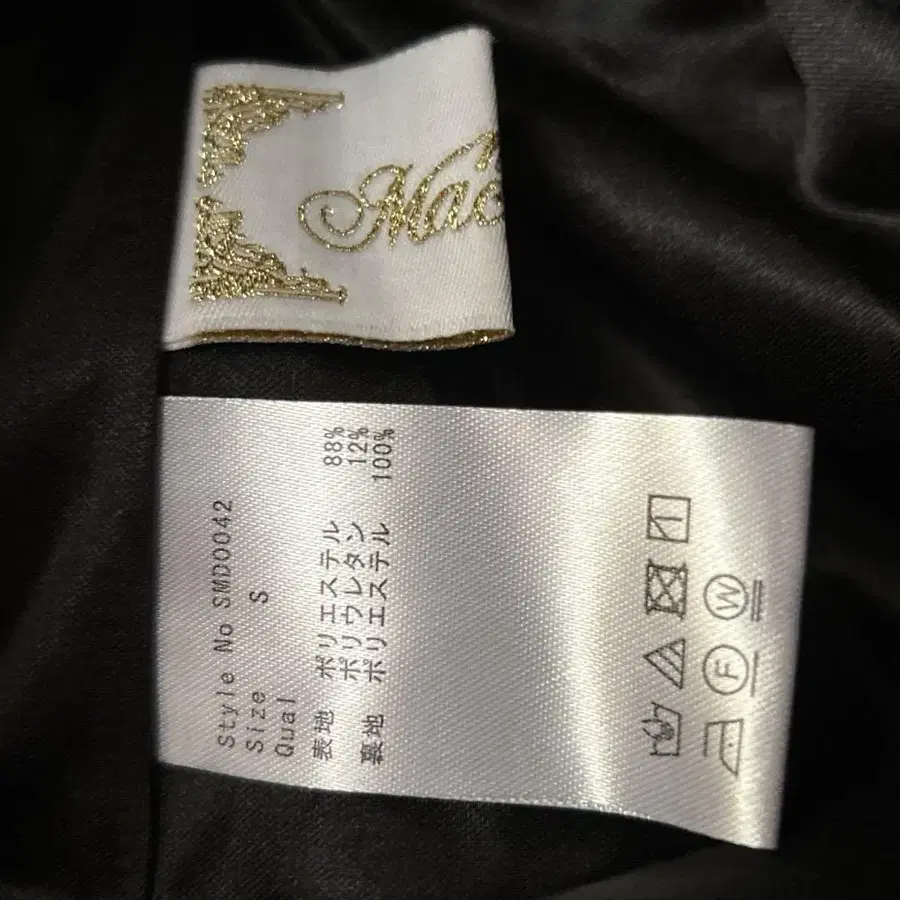 Mae
Style No SMD0042
Size S
Qual
表地 ポリエステル 88%
ポリウレタン 12%
裏地 ポリエステル 100%
F
W